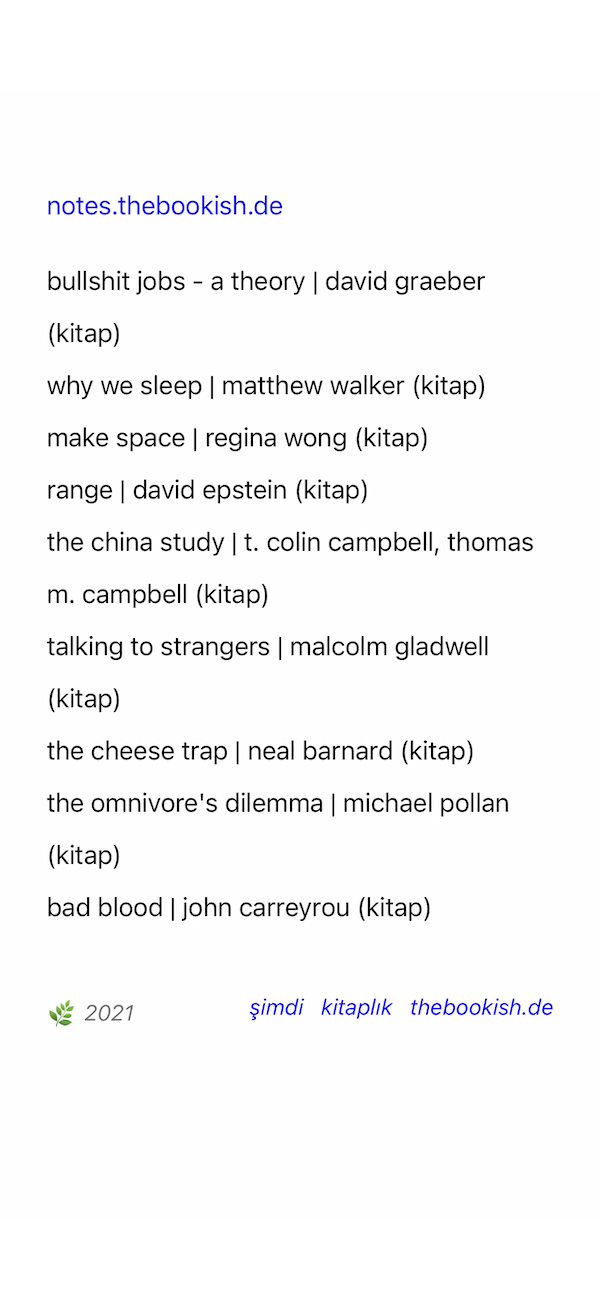 notes.thebookish.de
bullshit jobs - a theory | david graeber
(kitap)
why we sleep | matthew walker (kitap)
make space | regina wong (kitap)
range | david epstein (kitap)
the china study | t. colin campbell, thomas
m. campbell (kitap)
talking to strangers | malcolm gladwell
(kitap)
the cheese trap | neal barnard (kitap)
the omnivore's dilemma | michael pollan
(kitap)
bad blood | john carreyrou (kitap)
🌿 2021 şimdi kitaplık thebookish.de